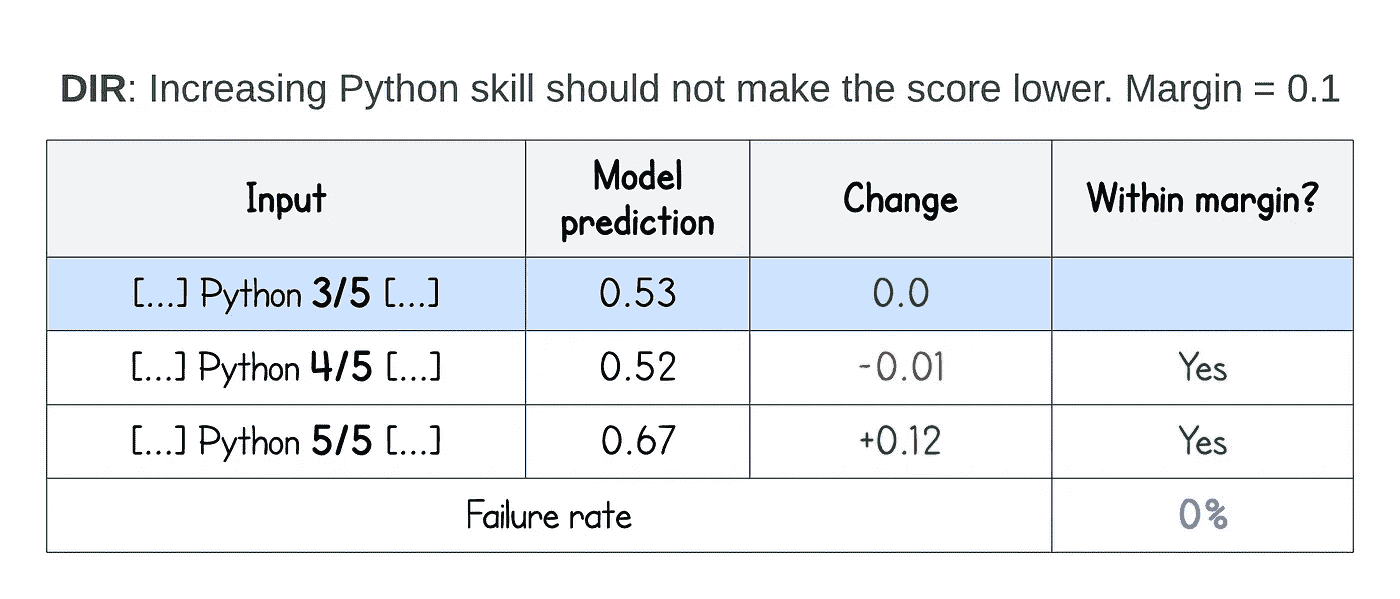 DIR: Increasing Python skill should not make the score lower. Margin = 0.1
Input
Model
prediction
Change
Within margin?
[...] Python 3/5 [...]
0.53
0.0
[...] Python 4/5 [...]
0.52
-0.01
Yes
[...] Python 5/5 [...]
0.67
+0.12
Yes
Failure rate
0%